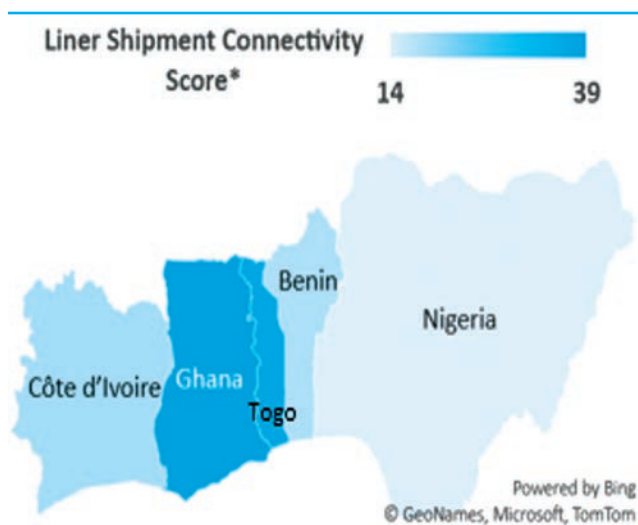 Liner Shipment Connectivity
Score*
14 39
Benin
Nigeria
Côte d'Ivoire
Ghana
Togo
Powered by Bing
© GeoNames, Microsoft, TomTom